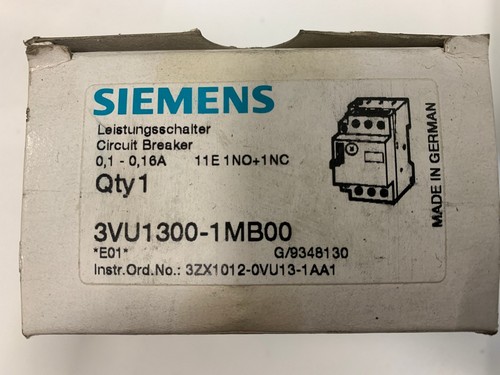 SIEMENS
Leistungsschalter
Circuit Breaker
0,1 - 0,16A 11E 1NO+1NC
Qty1
3VU1300-1MB00
*E01* G/9348130
Instr.Ord.No.: 3ZX1012-0VU13-1AA1
MADE IN GERMAN